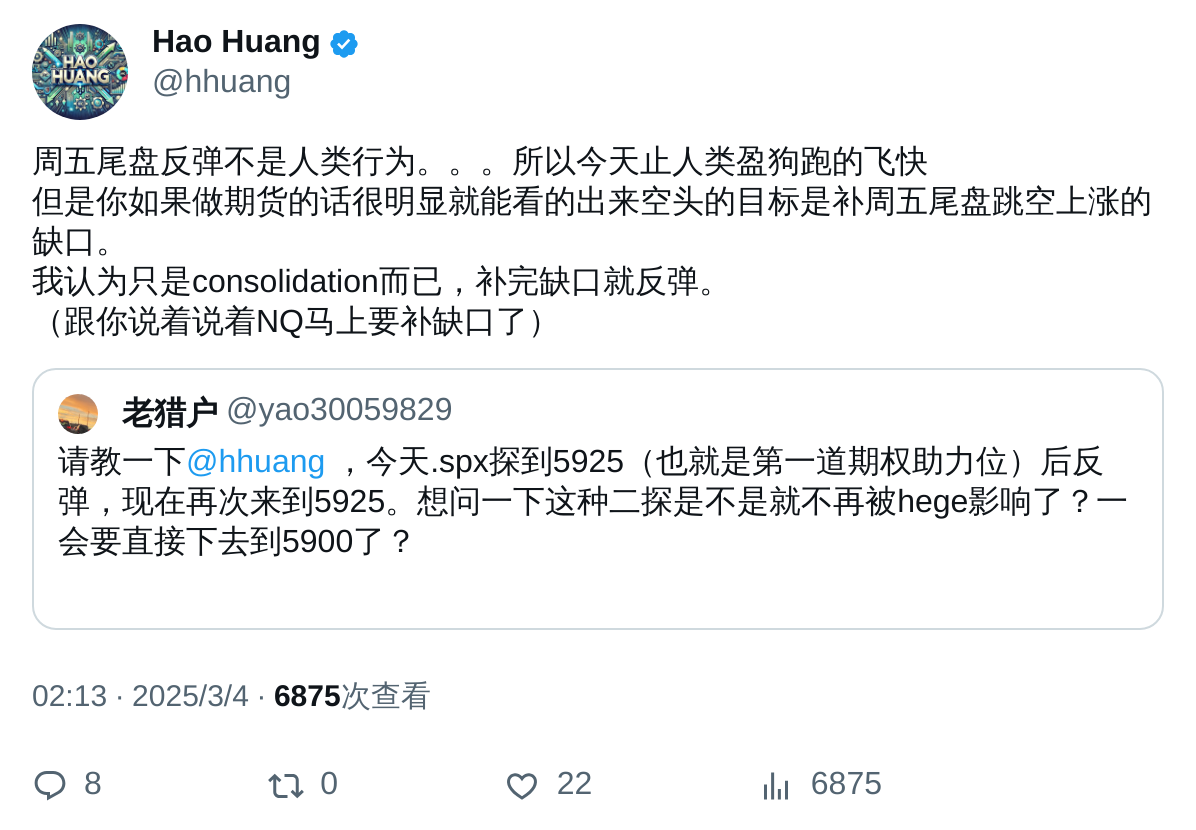 HAO
HUANG
Hao Huang
@hhuang
周五尾盘反弹不是人类行为。。。所以今天止人类盈狗跑的飞快
但是你如果做期货的话很明显就能看的出来空头的目标是补周五尾盘跳空上涨的
缺口。
我认为只是consolidation而已，补完缺口就反弹。
（跟你说着说着NQ马上要补缺口了）
老猎户 @yao30059829
请教一下@hhuang ，今天.spx探到5925（也就是第一道期权助力位）后反
弹，现在再次来到5925。想问一下这种二探是不是就不再被hege影响了？一
会要直接下去到5900了？
02:13 · 2025/3/4 · 6875次查看
8 0 22 6875